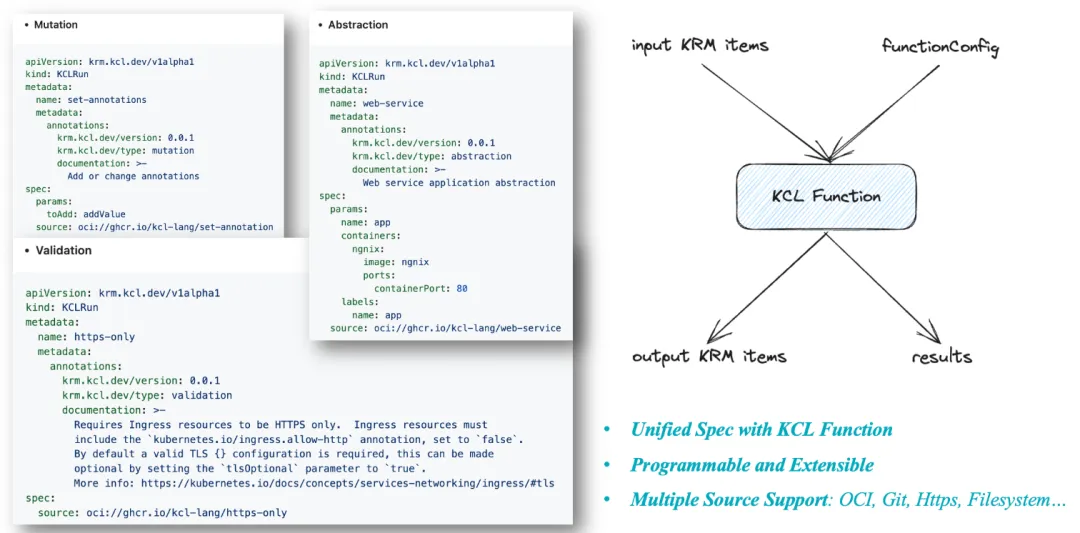 • Mutation
apiVersion: krm.kcl.dev/v1alpha1
kind: KCLRun
metadata:
  name: set-annotations
  metadata:
    annotations:
      krm.kcl.dev/version: 0.0.1
      krm.kcl.dev/type: mutation
      documentation: >-
        Add or change annotations
spec:
  params:
    toAdd: addValue
  source: oci://ghcr.io/kcl-lang/set-annotation
• Abstraction
apiVersion: krm.kcl.dev/v1alpha1
kind: KCLRun
metadata:
  name: web-service
  metadata:
    annotations:
      krm.kcl.dev/version: 0.0.1
      krm.kcl.dev/type: abstraction
      documentation: >-
        Web service application abstraction
spec:
  params:
    name: app
    containers:
      ngnix:
        image: ngnix
        ports:
          containerPort: 80
    labels:
      name: app
  source: oci://ghcr.io/kcl-lang/web-service
• Validation
apiVersion: krm.kcl.dev/v1alpha1
kind: KCLRun
metadata:
  name: https-only
  metadata:
    annotations:
      krm.kcl.dev/version: 0.0.1
      krm.kcl.dev/type: validation
      documentation: >-
        Requires Ingress resources to be HTTPS only.  Ingress resources must
        include the `kubernetes.io/ingress.allow-http` annotation, set to `false`.
        By default a valid TLS {} configuration is required, this can be made
        optional by setting the `tlsOptional` parameter to `true`.
        More info: https://kubernetes.io/docs/concepts/services-networking/ingress/#tls
spec:
  source: oci://ghcr.io/kcl-lang/https-only
input KRM items
functionConfig
KCL Function
output KRM items
results
• Unified Spec with KCL Function
• Programmable and Extensible
• Multiple Source Support: OCI, Git, Https, Filesystem…